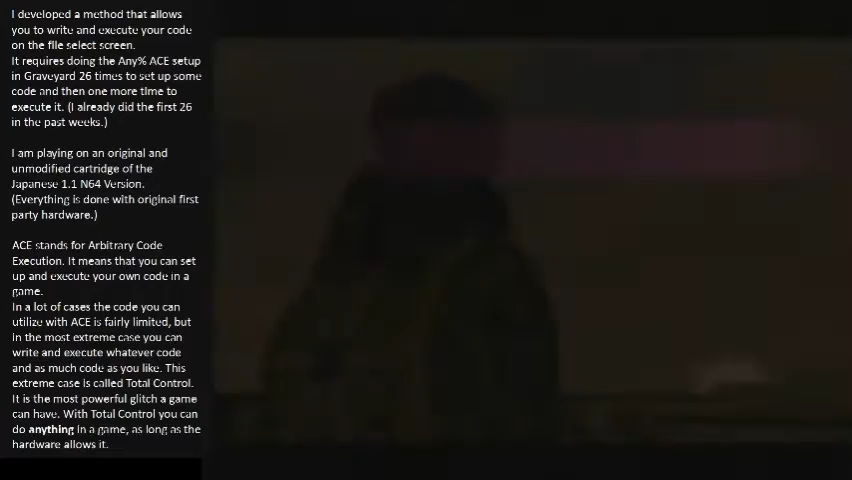 I developed a method that allows
you to write and execute your code
on the file select screen.
It requires doing the Any% ACE setup
in Graveyard 26 times to set up some
code and then one more time to
execute it. (I already did the first 26
in the past weeks.)
I am playing on an original and
unmodified cartridge of the
Japanese 1.1 N64 Version.
(Everything is done with original first
party hardware.)
ACE stands for Arbitrary Code
Execution. It means that you can set
up and execute your own code in a
game.
In a lot of cases the code you can
utilize with ACE is fairly limited, but
in the most extreme case you can
write and execute whatever code
and as much code as you like. This
extreme case is called Total Control.
It is the most powerful glitch a game
can have. With Total Control you can
do anything in a game, as long as the
hardware allows it.